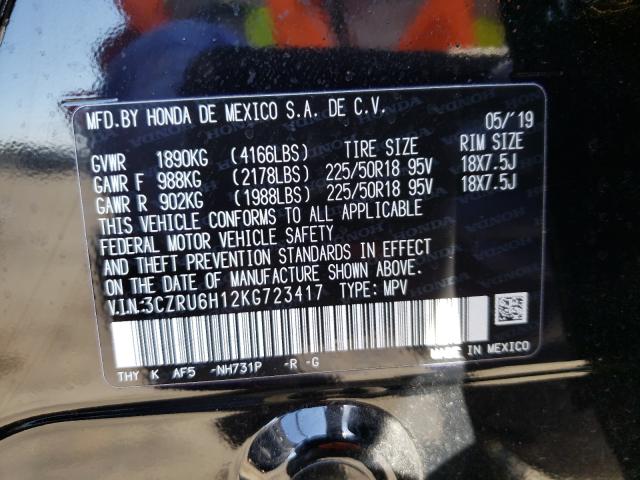 MFD.BY HONDA DE MEXICO S.A. DE C.V. 05/'19
GVWR 1890KG (4166LBS) TIRE SIZE RIM SIZE
GAWR F 988KG (2178LBS) 225/50R18 95V 18X7.5J
GAWR R 902KG (1988LBS) 225/50R18 95V 18X7.5J
THIS VEHICLE CONFORMS TO ALL APPLICABLE
FEDERAL MOTOR VEHICLE SAFETY
AND THEFT PREVENTION STANDARDS IN EFFECT
ON THE DATE OF MANUFACTURE SHOWN ABOVE.
V.I.N:3CZRU6H12KG723417 TYPE: MPV
THY K AF5 -NH731P -R -G
MADE IN MEXICO